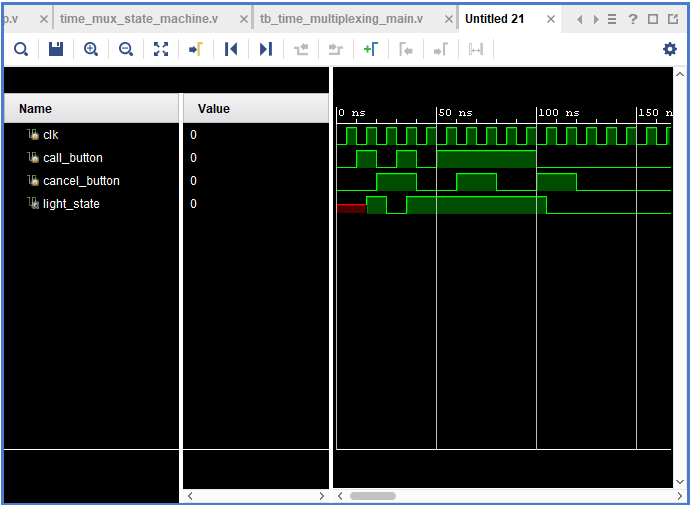 p.v time_mux_state_machine.v tb_time_multiplexing_main.v Untitled 21
Name Value
0 ns 50 ns 100 ns 150 n
clk 0
call_button 0
cancel_button 0
light_state 0